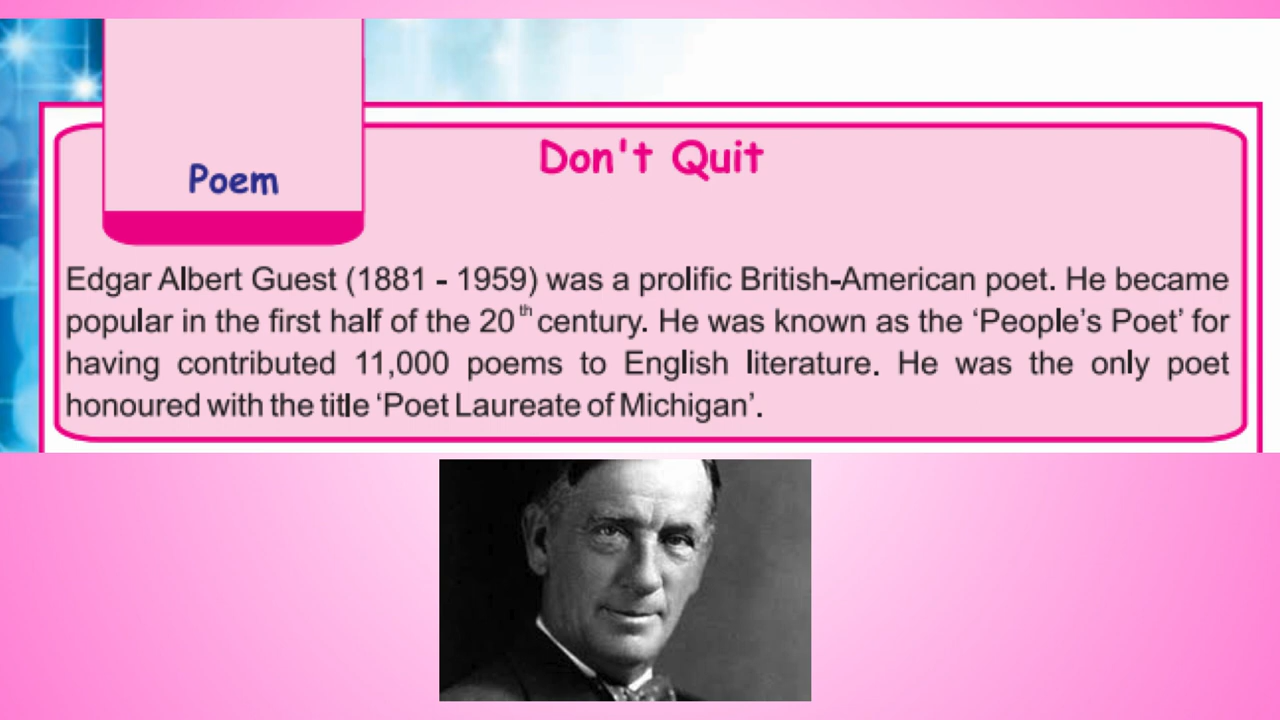 Don't Quit
Poem
Edgar Albert Guest (1881 - 1959) was a prolific British-American poet. He became
popular in the first half of the 20th century. He was known as the ‘People’s Poet’ for
having contributed 11,000 poems to English literature. He was the only poet
honoured with the title ‘Poet Laureate of Michigan’.